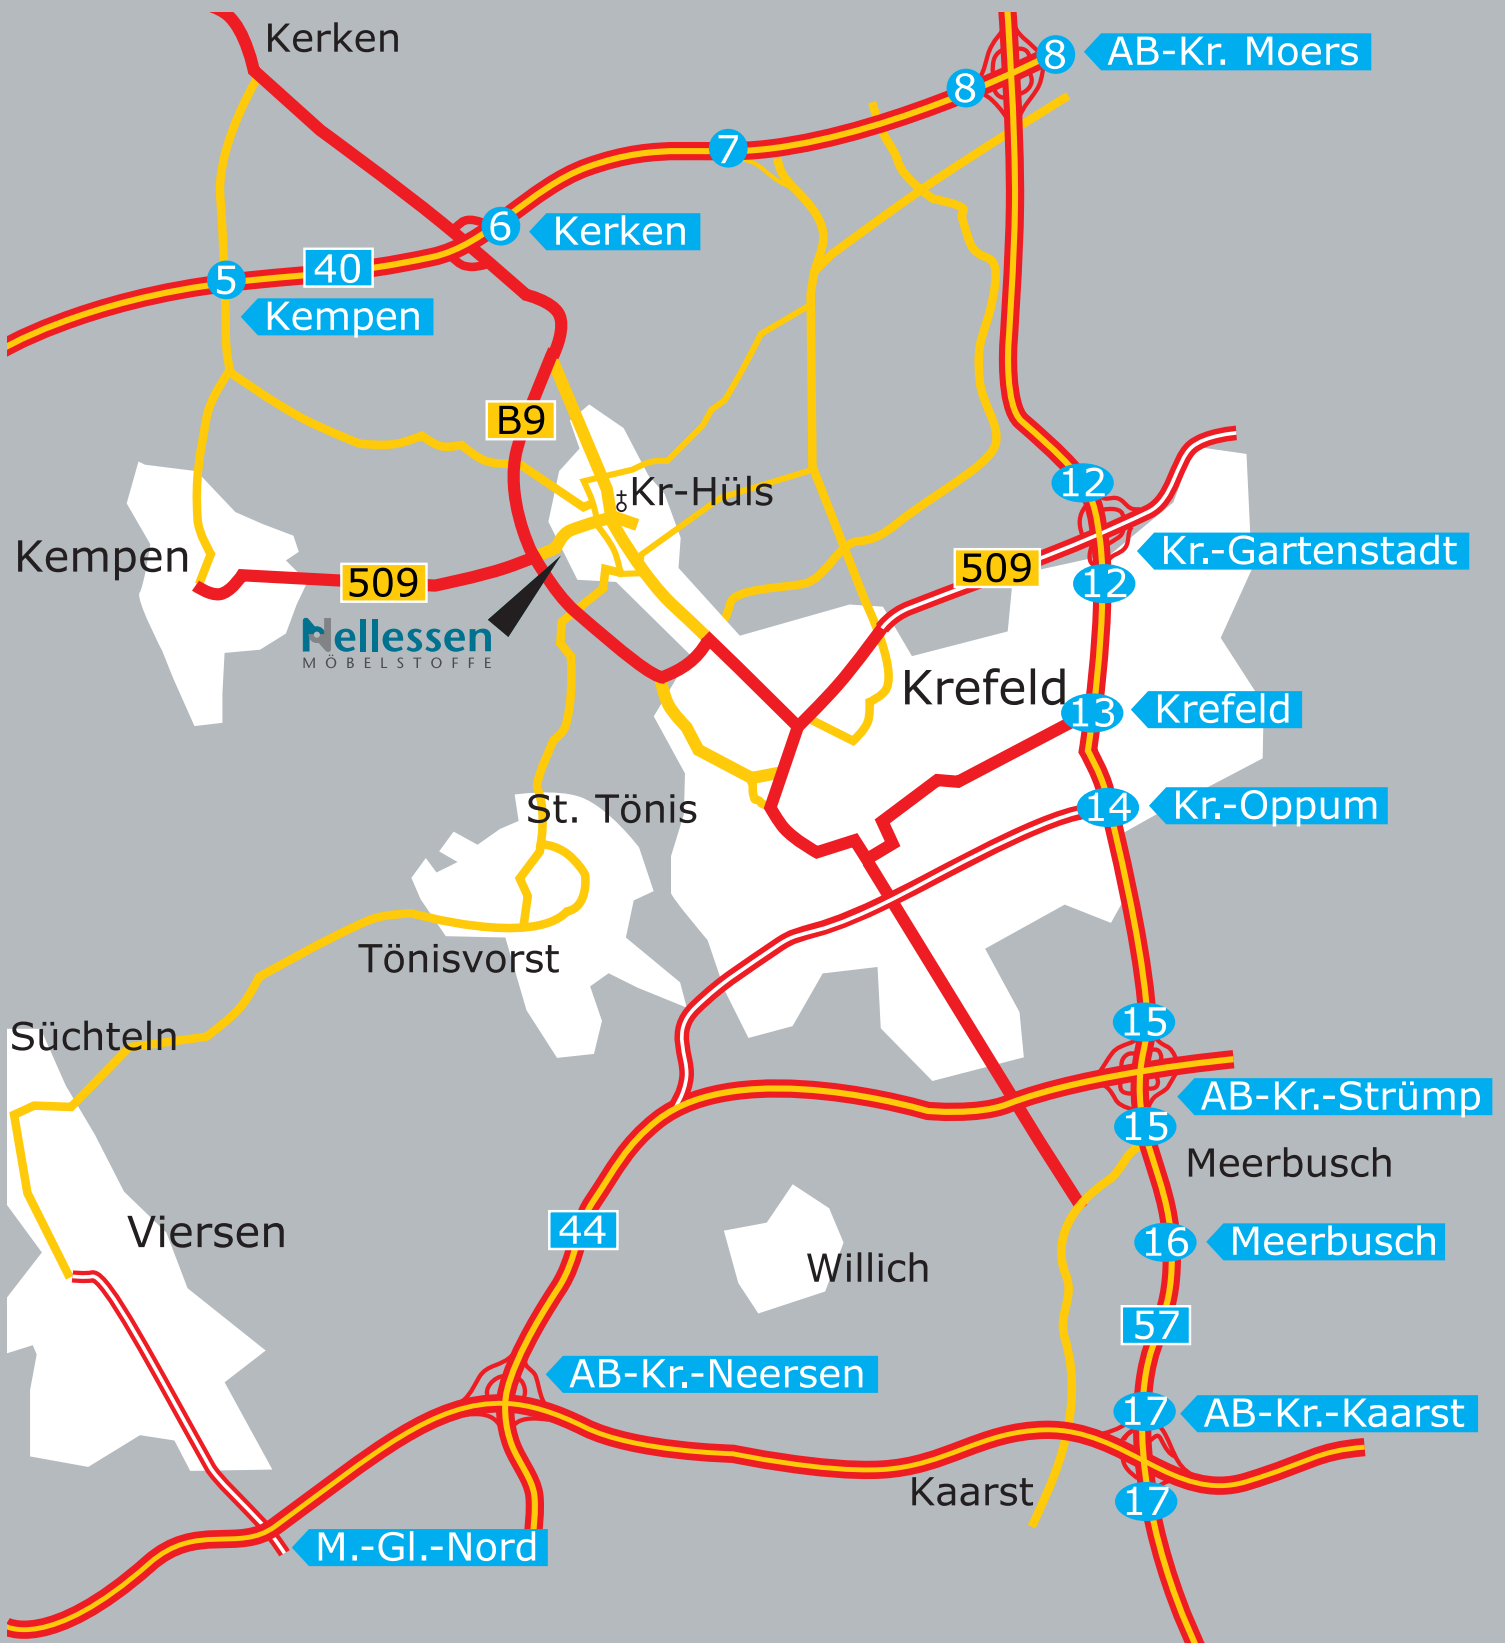 Kerken
8
AB-Kr. Moers
8
7
6
Kerken
40
5
Kempen
B9
12
Kr-Hüls
Kr.-Gartenstadt
Kempen
509
509
12
Hellessen
MÖBELSTOFFE
Krefeld
13
Krefeld
St. Tönis
14
Kr.-Oppum
Tönisvorst
15
Süchteln
AB-Kr.-Strümp
15
Meerbusch
Viersen
44
16
Meerbusch
Willich
57
AB-Kr.-Neersen
17
AB-Kr.-Kaarst
Kaarst
17
M.-Gl.-Nord